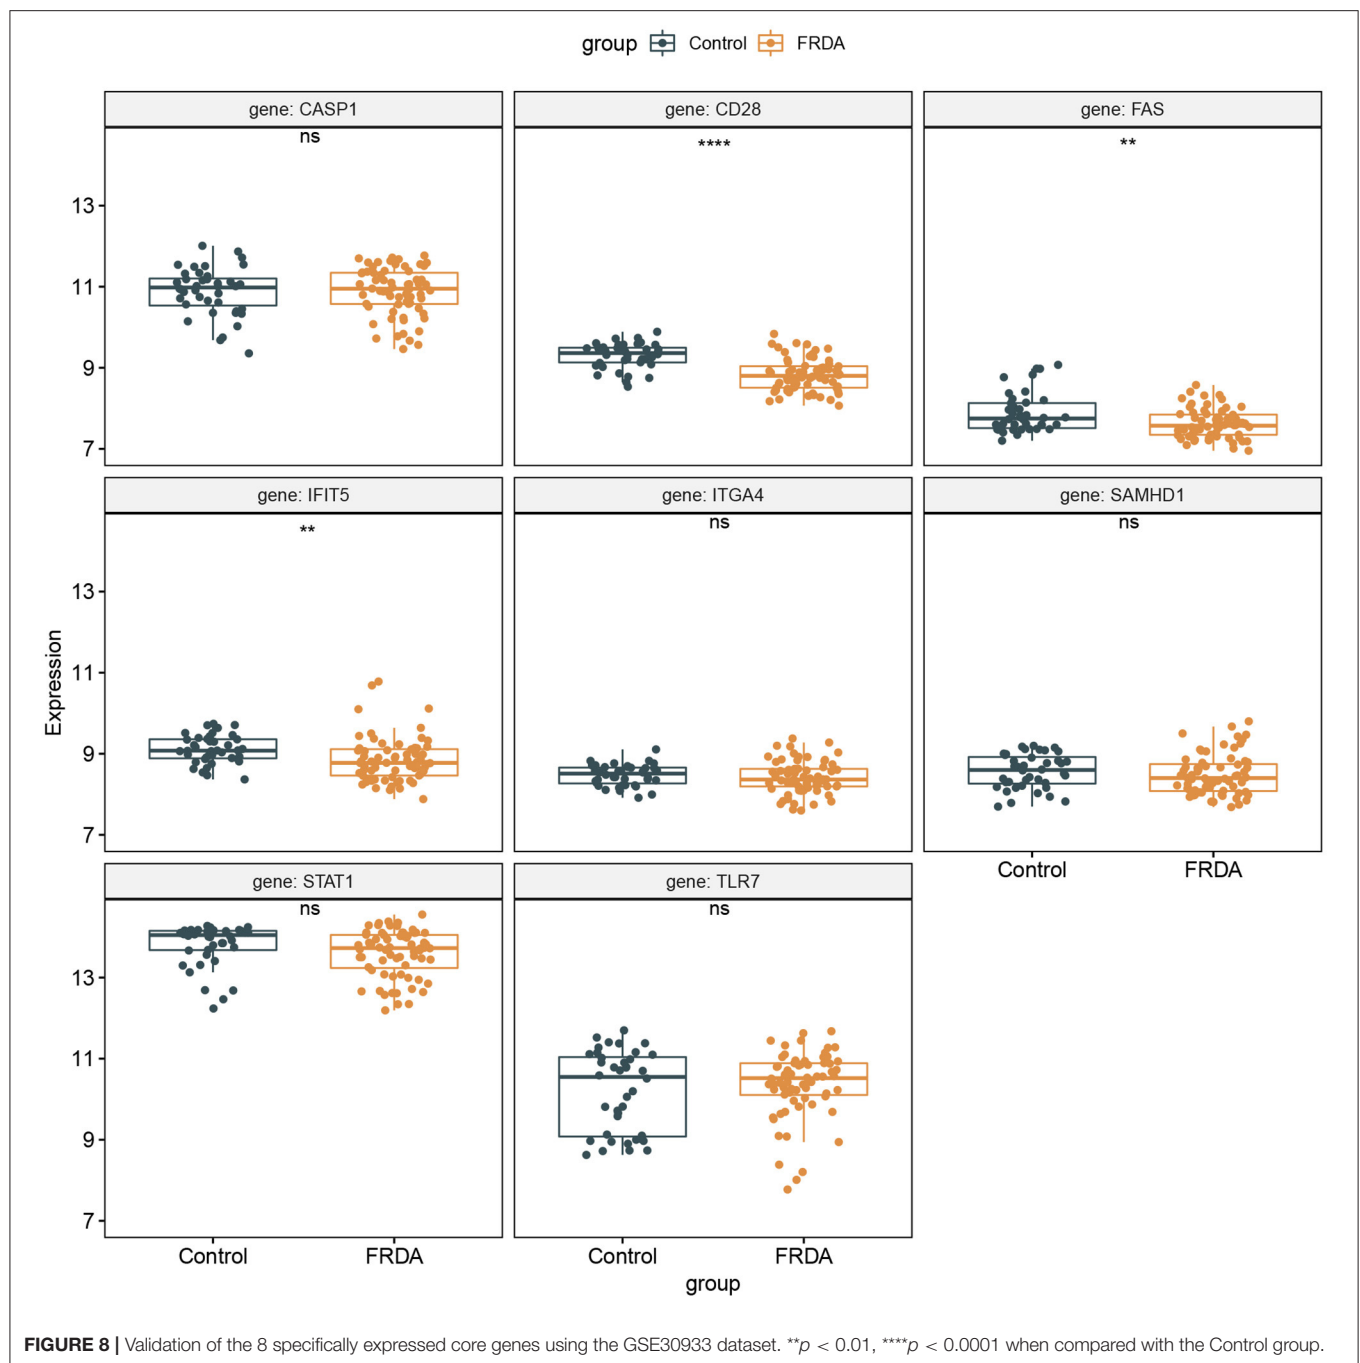 group Control FRDA
gene: CASP1 gene: CD28 gene: FAS
ns **** **
13
11
9
7
gene: IFIT5 gene: ITGA4 gene: SAMHD1
** ns ns
13
11
9
7
Expression
Control FRDA
gene: STAT1 gene: TLR7
ns ns
13
11
9
7
Control FRDA Control FRDA
group
FIGURE 8 | Validation of the 8 specifically expressed core genes using the GSE30933 dataset. **p < 0.01, ****p < 0.0001 when compared with the Control group.